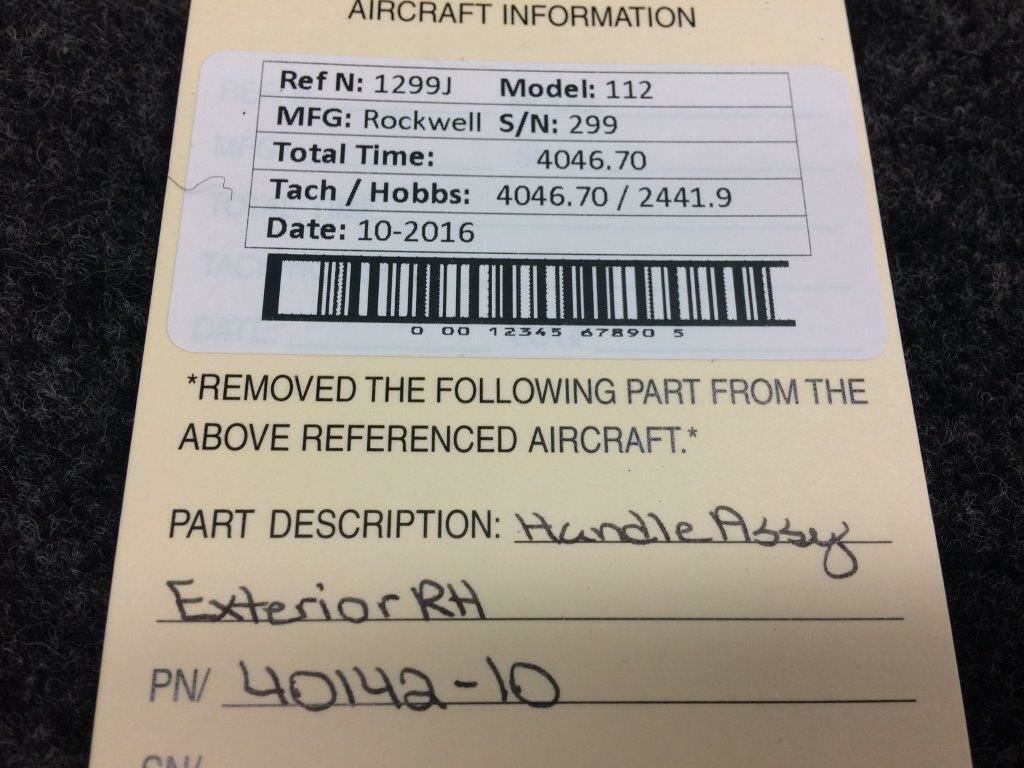 AIRCRAFT INFORMATION
Ref N: 1299J Model: 112
MFG: Rockwell S/N: 299
Total Time: 4046.70
Tach / Hobbs: 4046.70 / 2441.9
Date: 10-2016
0 00 12345 67890 5
*REMOVED THE FOLLOWING PART FROM THE
ABOVE REFERENCED AIRCRAFT.*
PART DESCRIPTION: Handle Assy
Exterior RH
PN/ 40142-10